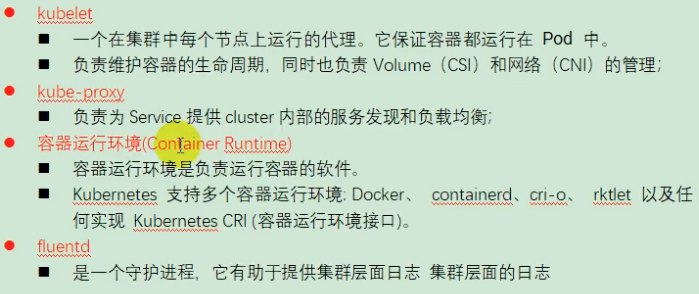 kubelet
一个在集群中每个节点上运行的代理。它保证容器都运行在 Pod 中。
负责维护容器的生命周期，同时也负责 Volume（CSI）和网络（CNI）的管理；
kube-proxy
负责为 Service 提供 cluster 内部的服务发现和负载均衡;
容器运行环境(Container Runtime)
容器运行环境是负责运行容器的软件。
Kubernetes 支持多个容器运行环境: Docker、 containerd、cri-o、 rktlet 以及任
何实现 Kubernetes CRI (容器运行环境接口)。
fluentd
是一个守护进程，它有助于提供集群层面日志 集群层面的日志